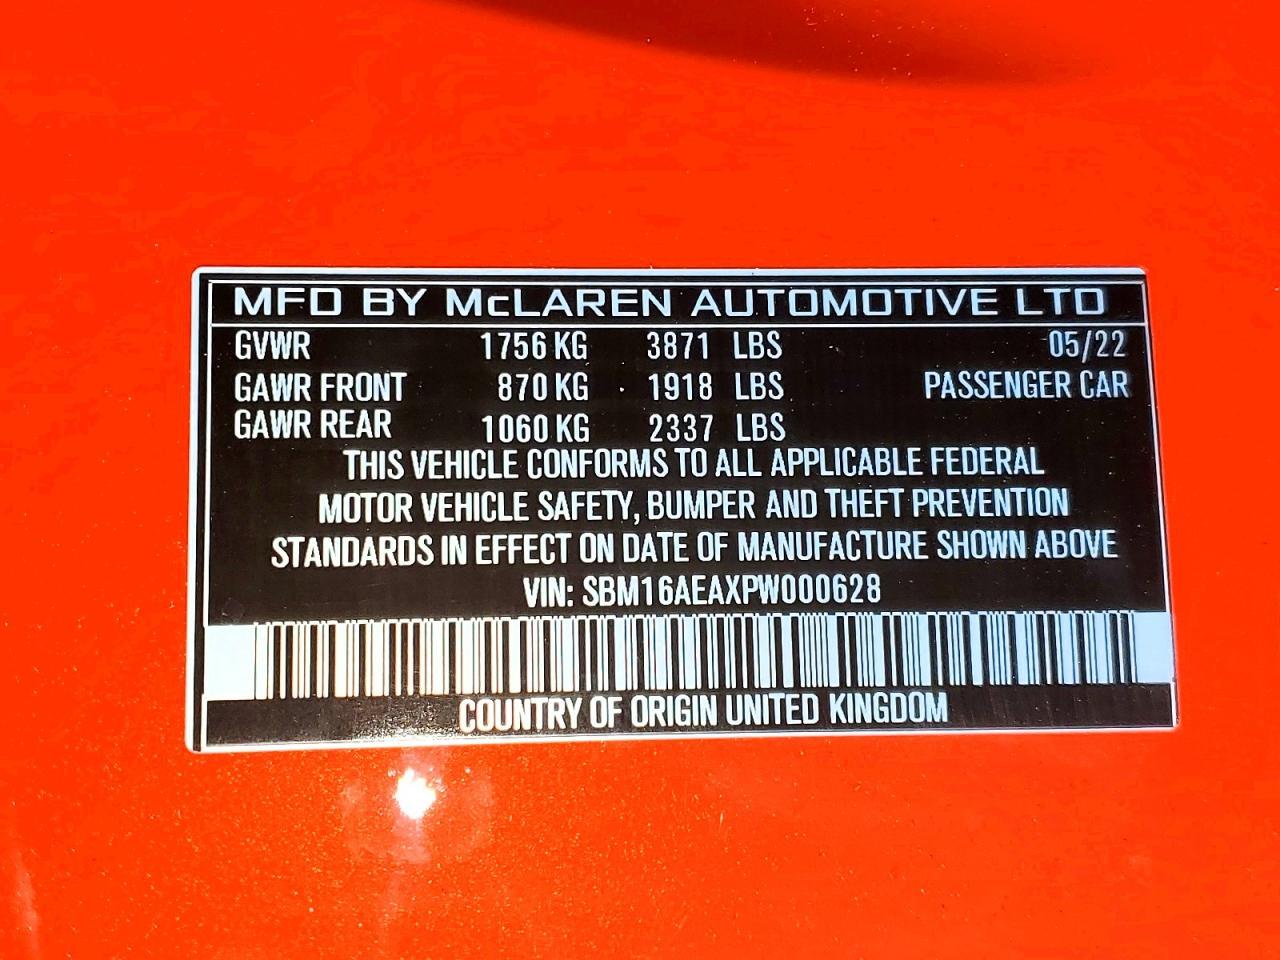 MFD BY McLAREN AUTOMOTIVE LTD
GVWR 1756 KG 3871 LBS 05/22
GAWR FRONT 870 KG 1918 LBS PASSENGER CAR
GAWR REAR 1060 KG 2337 LBS
THIS VEHICLE CONFORMS TO ALL APPLICABLE FEDERAL
MOTOR VEHICLE SAFETY, BUMPER AND THEFT PREVENTION
STANDARDS IN EFFECT ON DATE OF MANUFACTURE SHOWN ABOVE
VIN: SBM16AEAXPW000628
COUNTRY OF ORIGIN UNITED KINGDOM